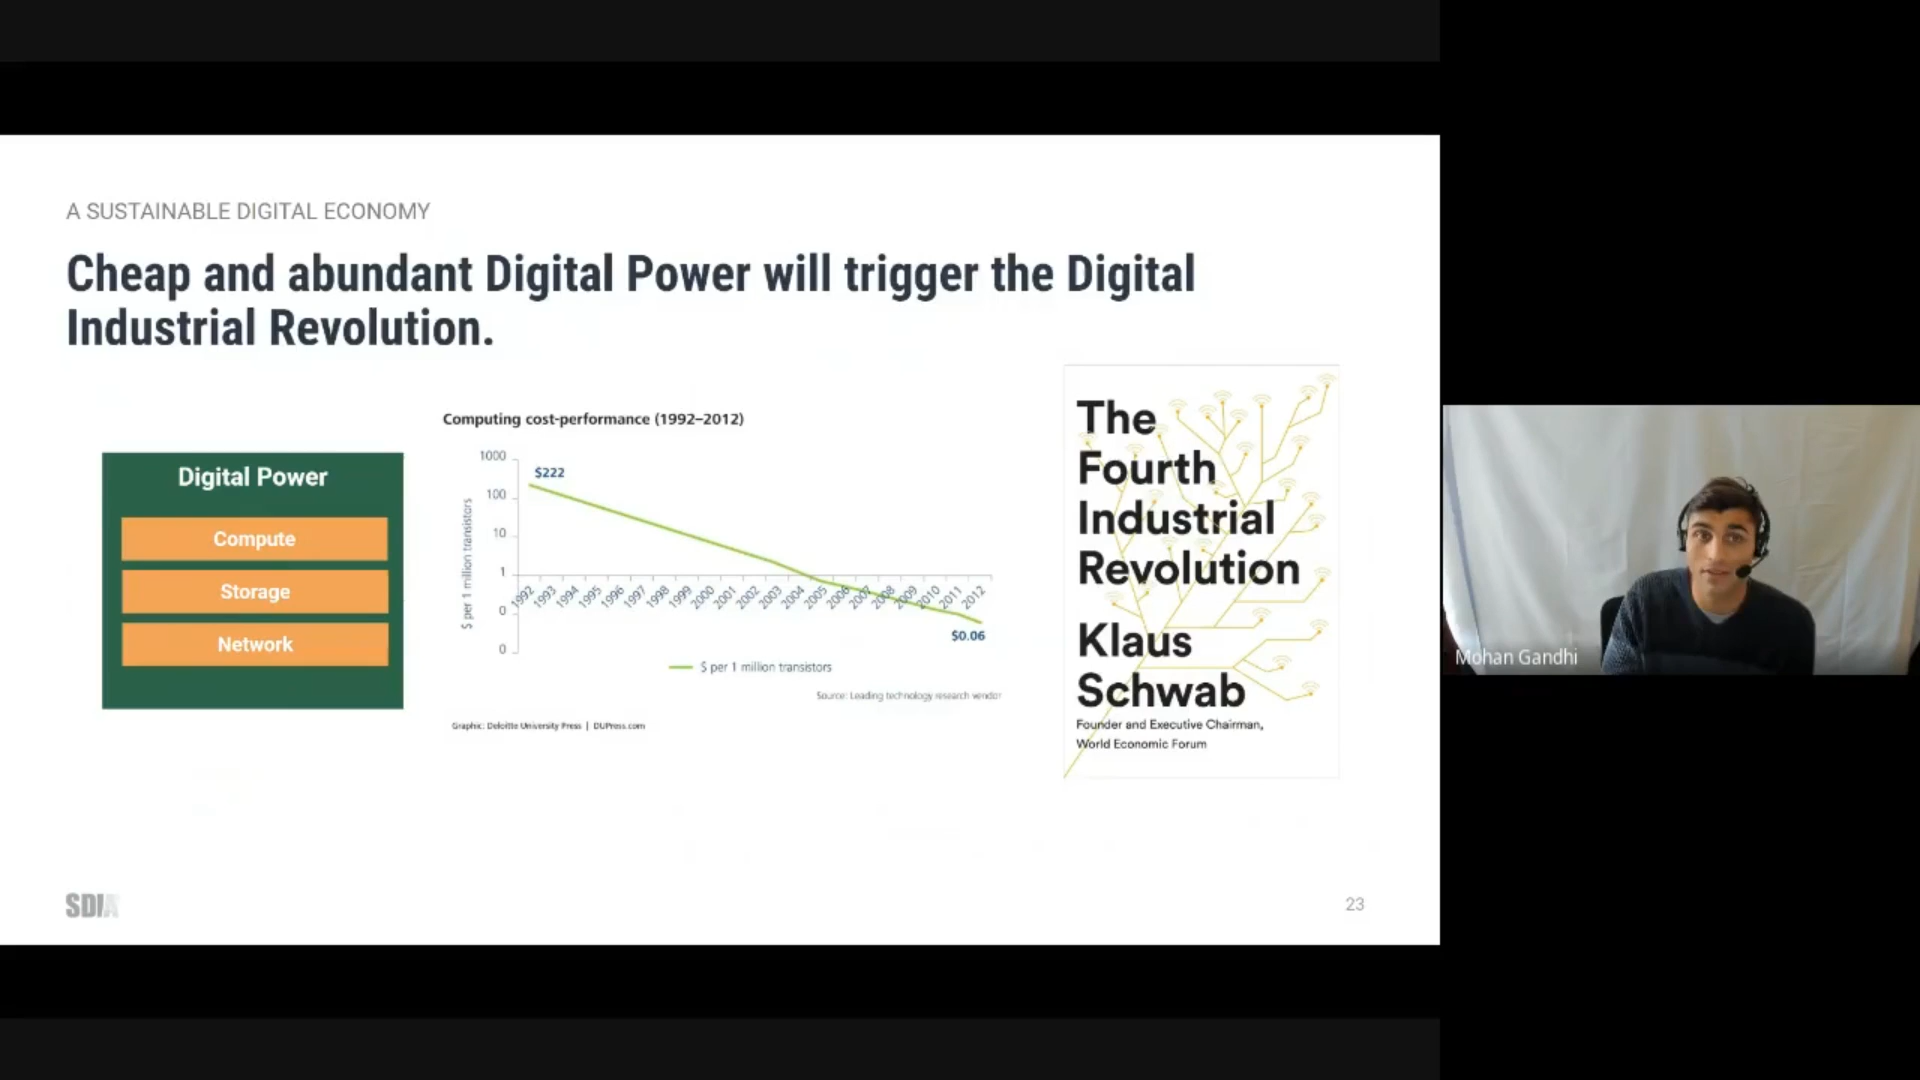 A SUSTAINABLE DIGITAL ECONOMY
Cheap and abundant Digital Power will trigger the Digital
Industrial Revolution.
Digital Power
Compute
Storage
Network
Computing cost-performance (1992–2012)
$ per 1 million transistors
1000
100
10
1
0
0
$222
$0.06
1992
1993
1994
1995
1996
1997
1998
1999
2000
2001
2002
2003
2004
2005
2006
2007
2008
2009
2010
2011
2012
$ per 1 million transistors
Source: Leading technology research vendor
Graphic: Deloitte University Press | DUPress.com
The
Fourth
Industrial
Revolution
Klaus
Schwab
Founder and Executive Chairman,
World Economic Forum
Mohan Gandhi
SDIA
23